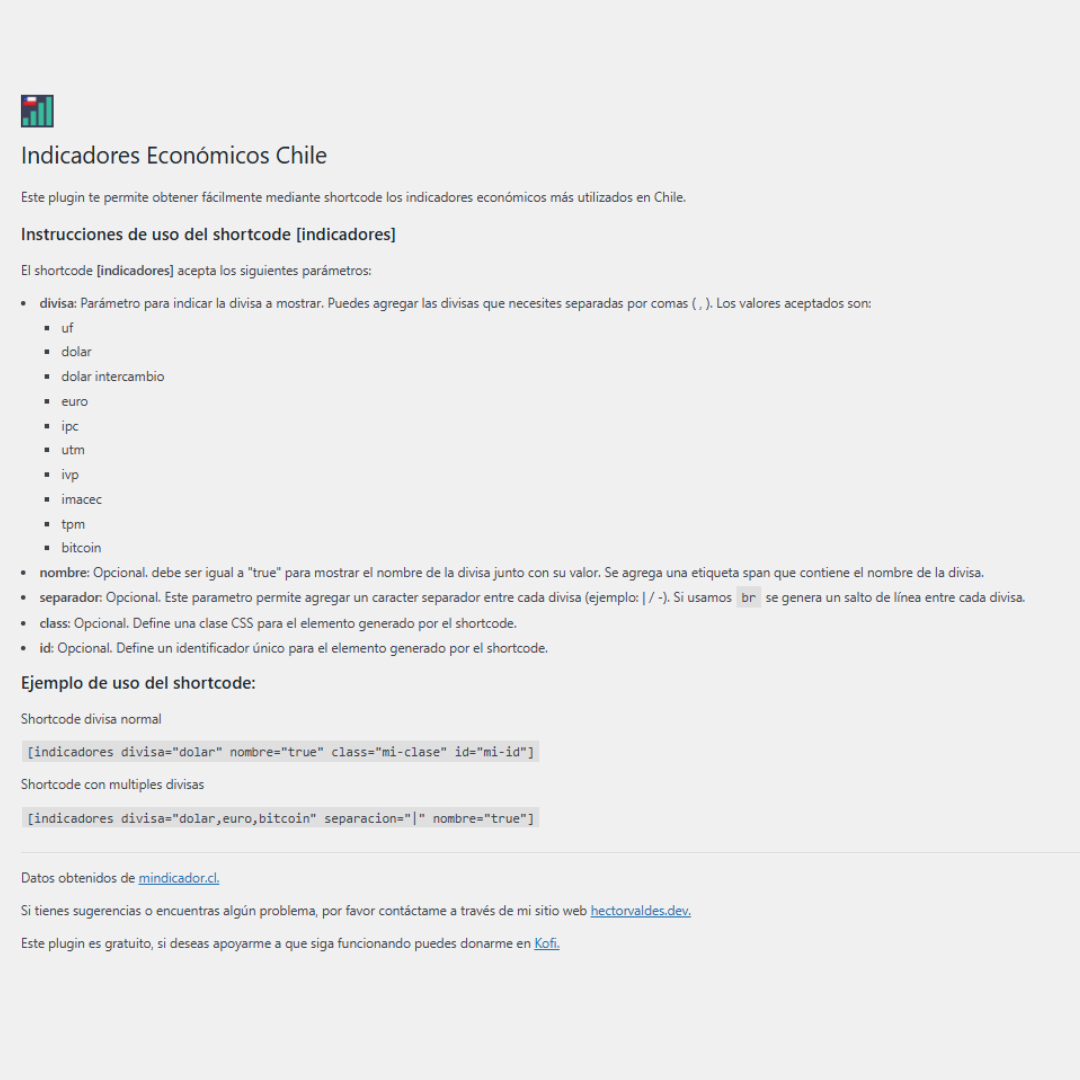 Indicadores Económicos Chile
Este plugin te permite obtener fácilmente mediante shortcode los indicadores económicos más utilizados en Chile.
Instrucciones de uso del shortcode [indicadores]
El shortcode [indicadores] acepta los siguientes parámetros:
• divisa: Parámetro para indicar la divisa a mostrar. Puedes agregar las divisas que necesites separadas por comas ( , ). Los valores aceptados son:
▪ uf
▪ dolar
▪ dolar intercambio
▪ euro
▪ ipc
▪ utm
▪ ivp
▪ imacec
▪ tpm
▪ bitcoin
• nombre: Opcional. debe ser igual a "true" para mostrar el nombre de la divisa junto con su valor. Se agrega una etiqueta span que contiene el nombre de la divisa.
• separador: Opcional. Este parametro permite agregar un caracter separador entre cada divisa (ejemplo: | / -). Si usamos br se genera un salto de línea entre cada divisa.
• class: Opcional. Define una clase CSS para el elemento generado por el shortcode.
• id: Opcional. Define un identificador único para el elemento generado por el shortcode.
Ejemplo de uso del shortcode:
Shortcode divisa normal
[indicadores divisa="dolar" nombre="true" class="mi-clase" id="mi-id"]
Shortcode con multiples divisas
[indicadores divisa="dolar,euro,bitcoin" separacion="|" nombre="true"]
Datos obtenidos de mindicador.cl.
Si tienes sugerencias o encuentras algún problema, por favor contáctame a través de mi sitio web hectorvaldes.dev.
Este plugin es gratuito, si deseas apoyarme a que siga funcionando puedes donarme en Kofi.